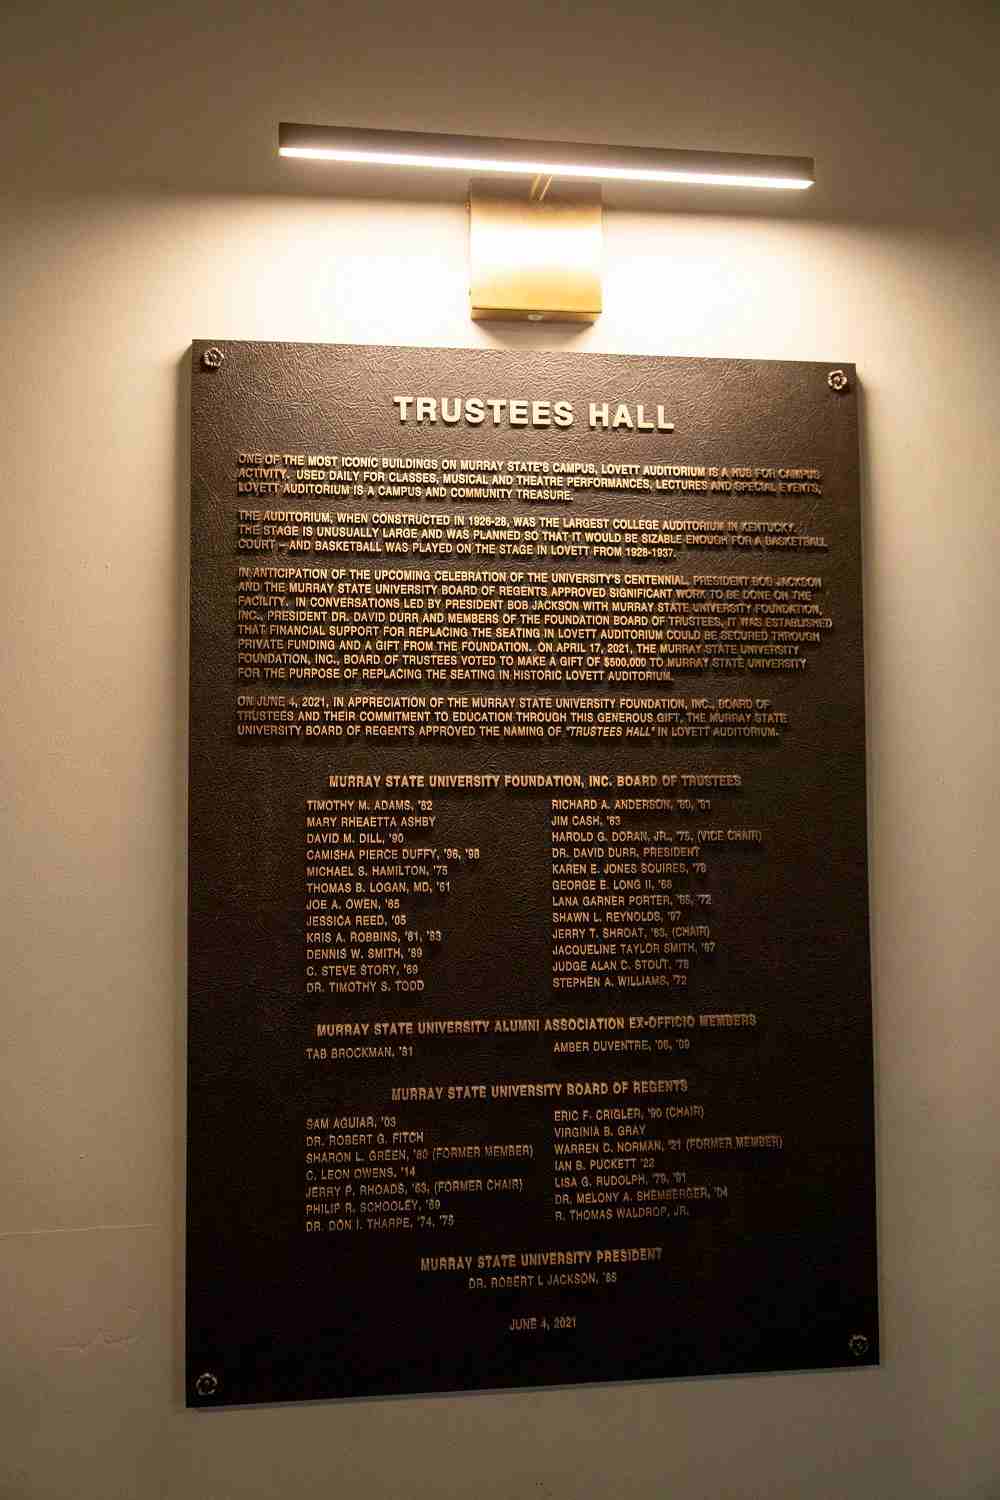 TRUSTEES HALL
ONE OF THE MOST ICONIC BUILDINGS ON MURRAY STATE'S CAMPUS, LOVETT AUDITORIUM IS A HUB FOR CAMPUS
ACTIVITY. USED DAILY FOR CLASSES, MUSICAL AND THEATRE PERFORMANCES, LECTURES AND SPECIAL EVENTS,
LOVETT AUDITORIUM IS A CAMPUS AND COMMUNITY TREASURE.
THE AUDITORIUM, WHEN CONSTRUCTED IN 1926-28, WAS THE LARGEST COLLEGE AUDITORIUM IN KENTUCKY.
THE STAGE IS UNUSUALLY LARGE AND WAS PLANNED SO THAT IT WOULD BE SIZABLE ENOUGH FOR A BASKETBALL
COURT – AND BASKETBALL WAS PLAYED ON THE STAGE IN LOVETT FROM 1928-1937.
IN ANTICIPATION OF THE UPCOMING CELEBRATION OF THE UNIVERSITY'S CENTENNIAL, PRESIDENT BOB JACKSON
AND THE MURRAY STATE UNIVERSITY BOARD OF REGENTS APPROVED SIGNIFICANT WORK TO BE DONE ON THE
FACILITY. IN CONVERSATIONS LED BY PRESIDENT BOB JACKSON WITH MURRAY STATE UNIVERSITY FOUNDATION,
INC., PRESIDENT DR. DAVID DURR AND MEMBERS OF THE FOUNDATION BOARD OF TRUSTEES, IT WAS ESTABLISHED
THAT FINANCIAL SUPPORT FOR REPLACING THE SEATING IN LOVETT AUDITORIUM COULD BE SECURED THROUGH
PRIVATE FUNDING AND A GIFT FROM THE FOUNDATION. ON APRIL 17, 2021, THE MURRAY STATE UNIVERSITY
FOUNDATION, INC., BOARD OF TRUSTEES VOTED TO MAKE A GIFT OF $500,000 TO MURRAY STATE UNIVERSITY
FOR THE PURPOSE OF REPLACING THE SEATING IN HISTORIC LOVETT AUDITORIUM.
ON JUNE 4, 2021, IN APPRECIATION OF THE MURRAY STATE UNIVERSITY FOUNDATION, INC., BOARD OF
TRUSTEES AND THEIR COMMITMENT TO EDUCATION THROUGH THIS GENEROUS GIFT, THE MURRAY STATE
UNIVERSITY BOARD OF REGENTS APPROVED THE NAMING OF "TRUSTEES HALL" IN LOVETT AUDITORIUM.
MURRAY STATE UNIVERSITY FOUNDATION, INC. BOARD OF TRUSTEES
TIMOTHY M. ADAMS, '82
MARY RHEAETTA ASHBY
DAVID M. DILL, '90
CAMISHA PIERCE DUFFY, '96, '98
MICHAEL S. HAMILTON, '75
THOMAS B. LOGAN, MD, '61
JOE A. OWEN, '65
JESSICA REED, '05
KRIS A. ROBBINS, '81, '83
DENNIS W. SMITH, '89
C. STEVE STORY, '69
DR. TIMOTHY S. TODD
RICHARD A. ANDERSON, '80, '81
JIM CASH, '63
HAROLD G. DORAN, JR., '75, (VICE CHAIR)
DR. DAVID DURR, PRESIDENT
KAREN E. JONES SQUIRES, '78
GEORGE E. LONG II, '68
LANA GARNER PORTER, '65, '72
SHAWN L. REYNOLDS, '97
JERRY T. SHROAT, '63, (CHAIR)
JACQUELINE TAYLOR SMITH, '67
JUDGE ALAN C. STOUT, '78
STEPHEN A. WILLIAMS, '72
MURRAY STATE UNIVERSITY ALUMNI ASSOCIATION EX-OFFICIO MEMBERS
TAB BROCKMAN, '81
AMBER DUVENTRE, '06, '09
MURRAY STATE UNIVERSITY BOARD OF REGENTS
SAM AGUIAR, '03
DR. ROBERT G. FITCH
SHARON L. GREEN, '80 (FORMER MEMBER)
C. LEON OWENS, '14
JERRY P. RHOADS, '63, (FORMER CHAIR)
PHILIP R. SCHOOLEY, '69
DR. DON I. THARPE, '74, '75
ERIC F. CRIGLER, '90 (CHAIR)
VIRGINIA B. GRAY
WARREN C. NORMAN, '21 (FORMER MEMBER)
IAN B. PUCKETT '22
LISA G. RUDOLPH, '79, '91
DR. MELONY A. SHEMBERGER, '04
R. THOMAS WALDROP, JR.
MURRAY STATE UNIVERSITY PRESIDENT
DR. ROBERT L JACKSON, '85
JUNE 4, 2021